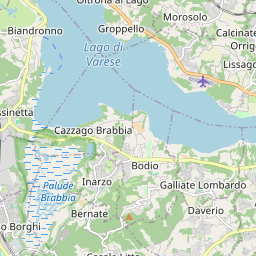 Oltrona al Lago
Groppello
Morosolo
Biandronno
Calcinate
Orrig
Lago di
Varese
Lissago
ssinetta
Cazzago Brabbia
Bodio
Palude
Brabbia
Inarzo
Galliate Lombardo
Bernate
Daverio
o Borghi